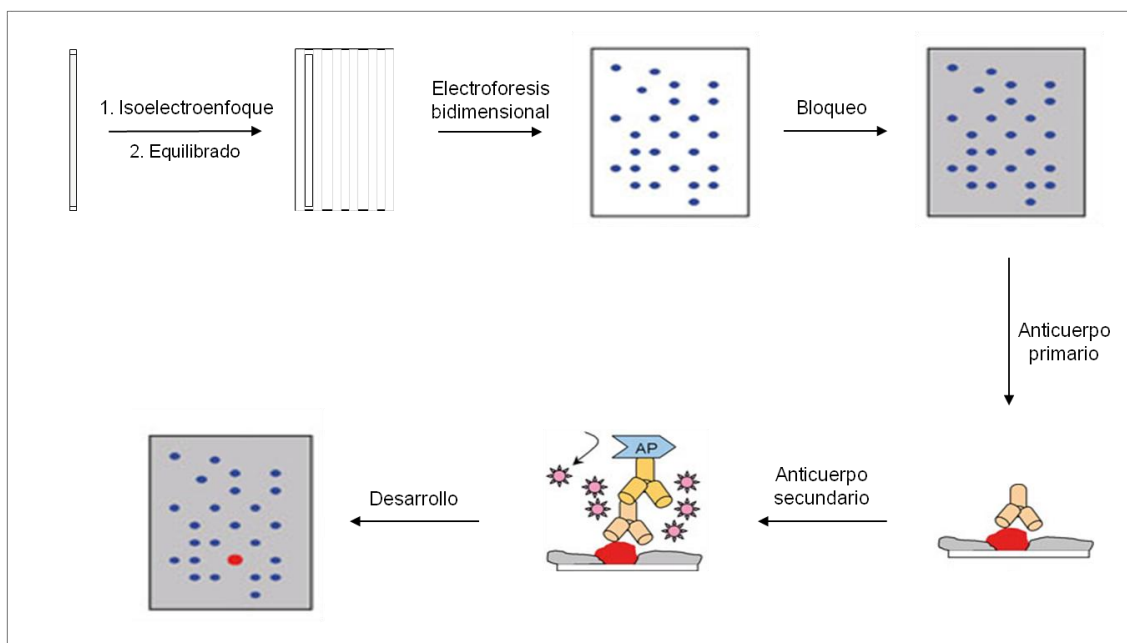 1. Isoelectroenfoque
2. Equilibrado
Electroforesis
bidimensional
Bloqueo
Anticuerpo
primario
Anticuerpo
secundario
AP
Desarrollo